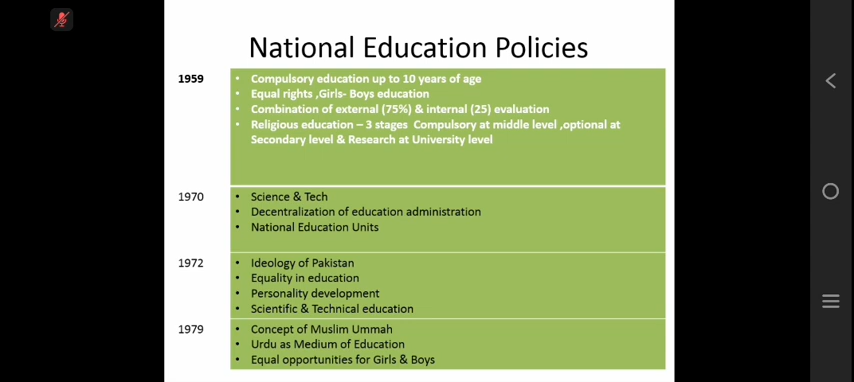 National Education Policies
1959
• Compulsory education up to 10 years of age
• Equal rights ,Girls- Boys education
• Combination of external (75%) & internal (25) evaluation
• Religious education – 3 stages  Compulsory at middle level ,optional at
Secondary level & Research at University level
1970
• Science & Tech
• Decentralization of education administration
• National Education Units
1972
• Ideology of Pakistan
• Equality in education
• Personality development
• Scientific & Technical education
1979
• Concept of Muslim Ummah
• Urdu as Medium of Education
• Equal opportunities for Girls & Boys